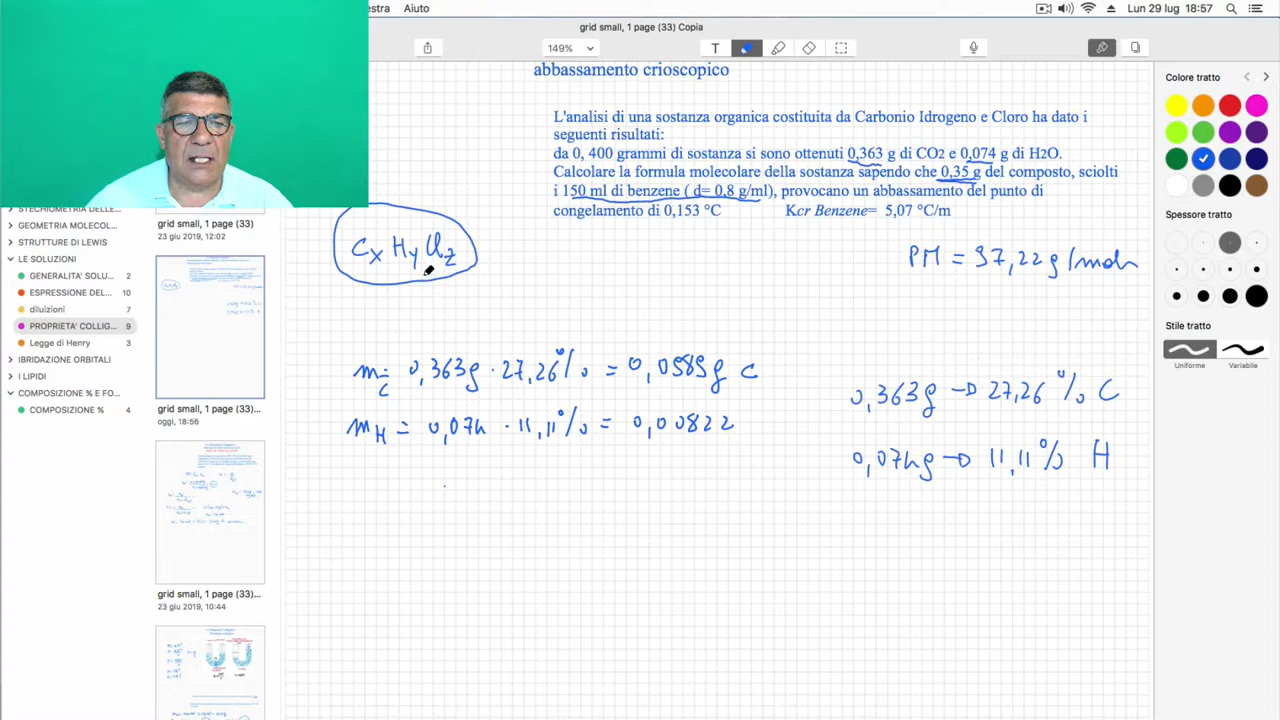 estra Aiuto Lun 29 lug 18:57
grid small, 1 page (33) Copia
149% T
abbassamento crioscopico
L'analisi di una sostanza organica costituita da Carbonio Idrogeno e Cloro ha dato i
seguenti risultati:
da 0, 400 grammi di sostanza si sono ottenuti 0,363 g di CO2 e 0,074 g di H2O.
Calcolare la formula molecolare della sostanza sapendo che 0,35 g del composto, sciolti
i 150 ml di benzene ( d= 0,8 g/ml), provocano un abbassamento del punto di
congelamento di 0,153 °C Kcr Benzene= 5,07 °C/m
CxHyClz
PM = 97,22 g/mole
mC 0,363g · 27,26% = 0,0989g C
mH = 0,074 · 11,11% = 0,00822
0,363g → 27,26 % C
0,074g → 11,11% H
STECHIOMETRIA DELLE...
GEOMETRIA MOLECOL...
STRUTTURE DI LEWIS
LE SOLUZIONI
GENERALITA' SOLU... 2
ESPRESSIONE DEL... 10
diluizioni 7
PROPRIETA' COLLIG... 9
Legge di Henry 3
IBRIDAZIONE ORBITALI
I LIPIDI
COMPOSIZIONE % E FO...
COMPOSIZIONE % 4
grid small, 1 page (33)
23 giu 2019, 12:02
grid small, 1 page (33)...
oggi, 18:56
grid small, 1 page (33)...
23 giu 2019, 10:44
Colore tratto
Spessore tratto
Stile tratto
Uniforme Variabile